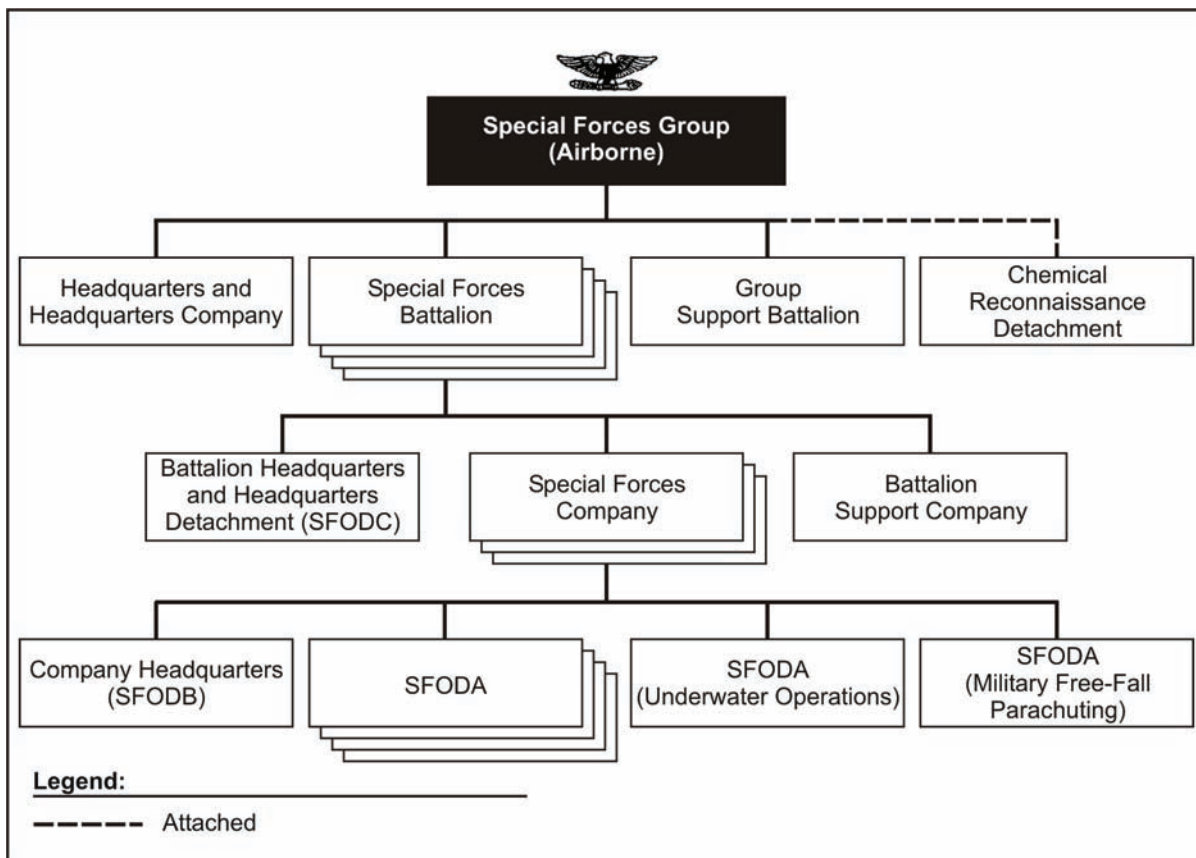 Special Forces Group
(Airborne)
Headquarters and
Headquarters Company
Special Forces
Battalion
Group
Support Battalion
Chemical
Reconnaissance
Detachment
Battalion Headquarters
and Headquarters
Detachment (SFODC)
Special Forces
Company
Battalion
Support Company
Company Headquarters
(SFODB)
SFODA
SFODA
(Underwater Operations)
SFODA
(Military Free-Fall
Parachuting)
Legend:
Attached